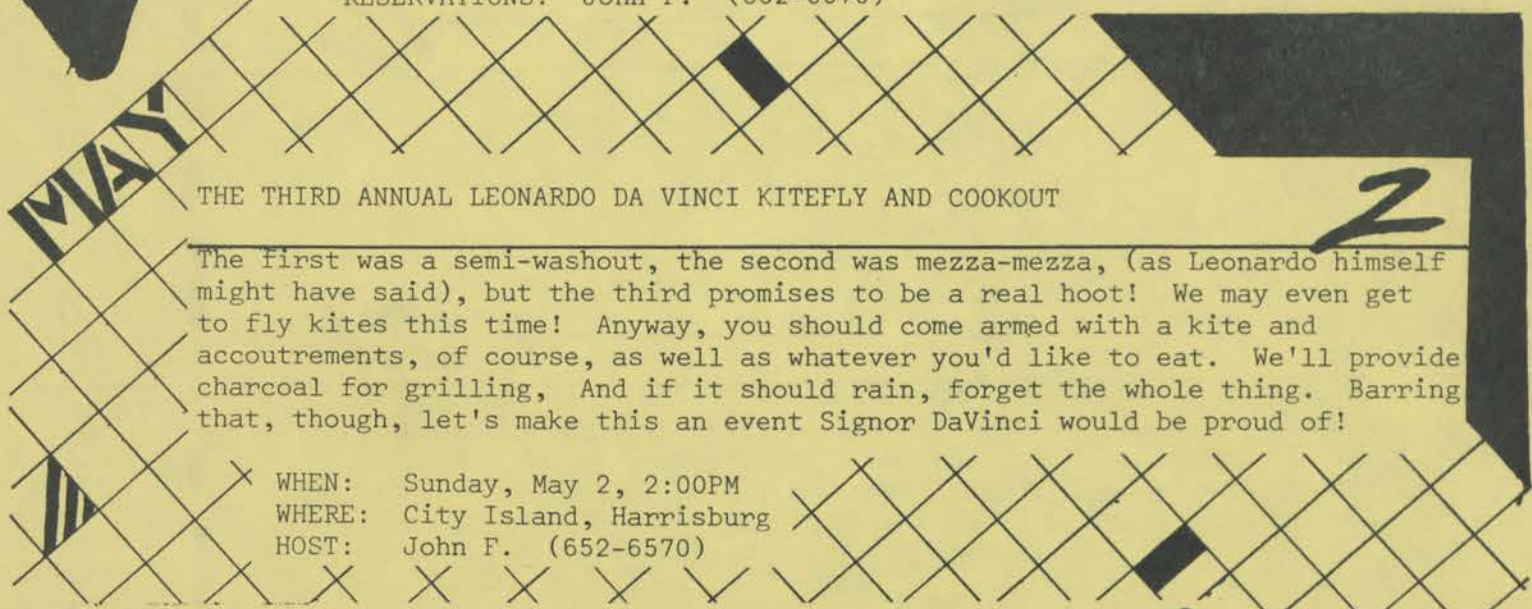 RESERVATIONS: JOHN F. (652-6570)
MAY
THE THIRD ANNUAL LEONARDO DA VINCI KITEFLY AND COOKOUT
2
The first was a semi-washout, the second was mezza-mezza, (as Leonardo himself
might have said), but the third promises to be a real hoot! We may even get
to fly kites this time! Anyway, you should come armed with a kite and
accoutrements, of course, as well as whatever you'd like to eat. We'll provide
charcoal for grilling, And if it should rain, forget the whole thing. Barring
that, though, let's make this an event Signor DaVinci would be proud of!
WHEN: Sunday, May 2, 2:00PM
WHERE: City Island, Harrisburg
HOST: John F. (652-6570)